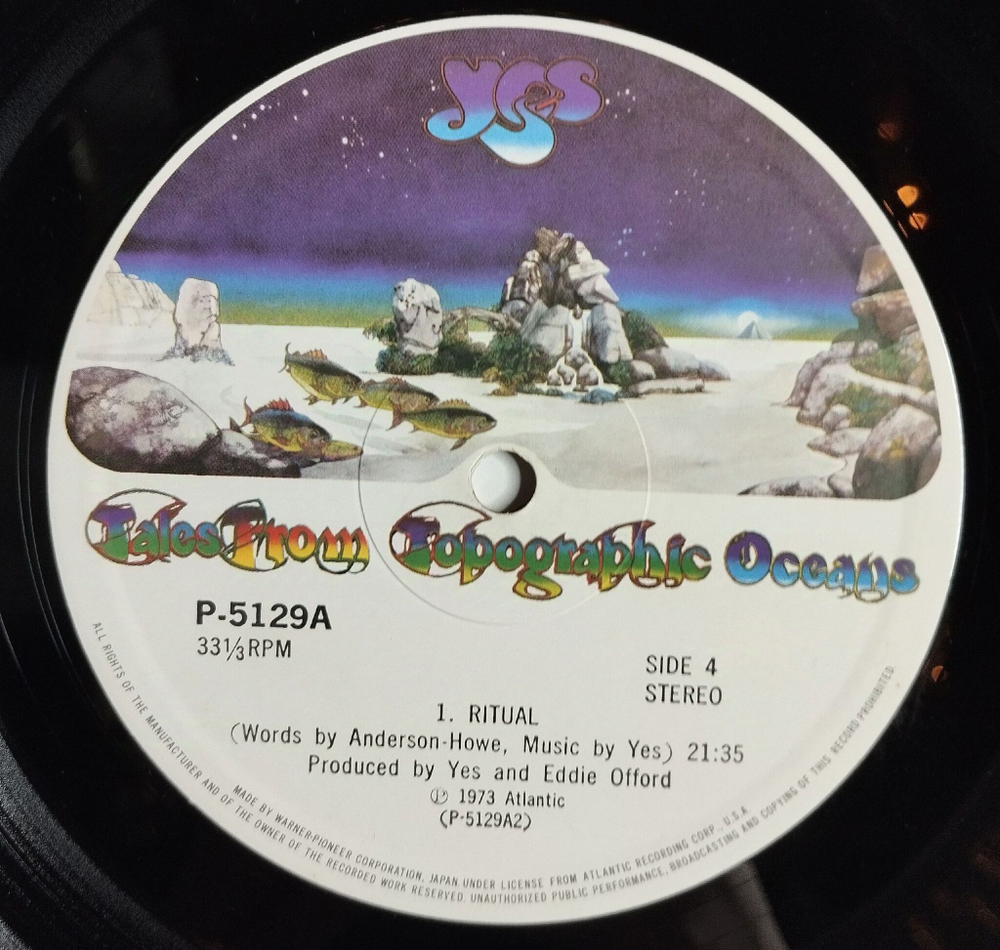 yes
Tales From Topographic Oceans
P-5129A
33⅓RPM
SIDE 4
STEREO
1. RITUAL
(Words by Anderson-Howe, Music by Yes) 21:35
Produced by Yes and Eddie Offord
Ⓟ 1973 Atlantic
(P-5129A2)
MADE BY WARNER-PIONEER CORPORATION, JAPAN. UNDER LICENSE FROM ATLANTIC RECORDING CORP., U.S.A
ALL RIGHTS OF THE MANUFACTURER AND OF THE OWNER OF THE RECORDED WORK RESERVED. UNAUTHORIZED PUBLIC PERFORMANCE, BROADCASTING AND COPYING OF THIS RECORD PROHIBITED